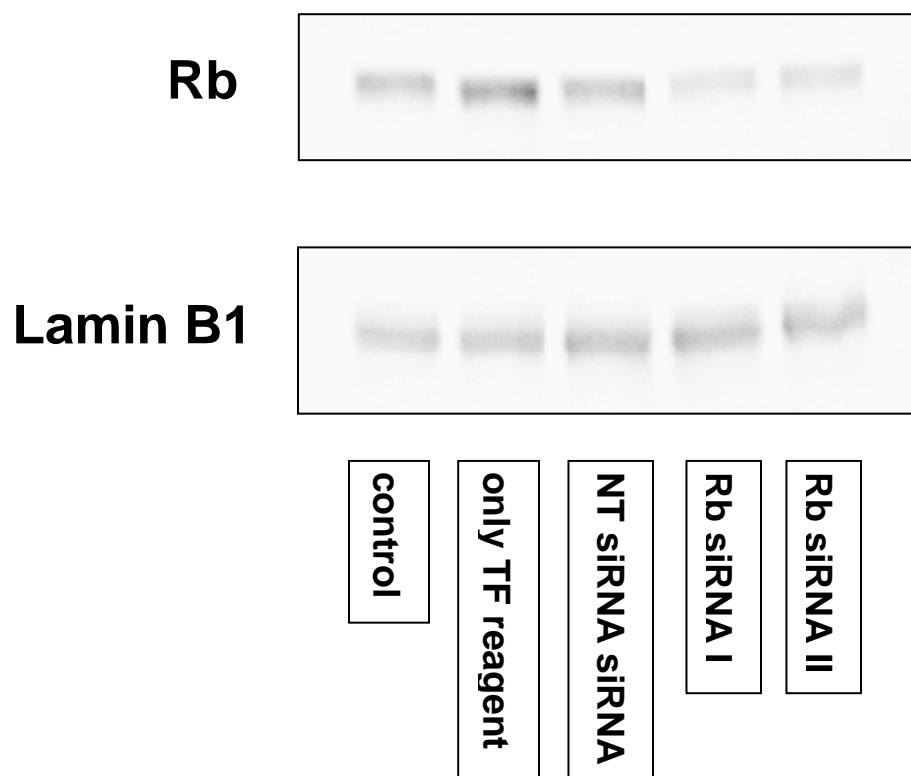 Rb
Lamin B1
control
only TF reagent
NT siRNA siRNA
Rb siRNA I
Rb siRNA II